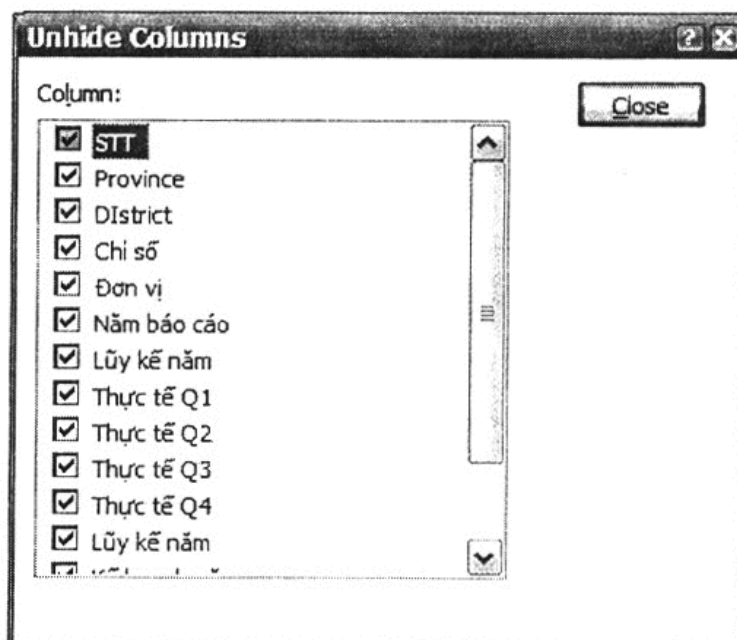 Unhide Columns
Column:
Close
STT
Province
DIstrict
Chỉ số
Đơn vị
Năm báo cáo
Lũy kế năm
Thực tế Q1
Thực tế Q2
Thực tế Q3
Thực tế Q4
Lũy kế năm